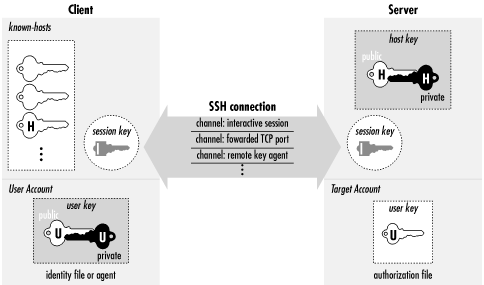 Client
Server
known-hosts
host key
public
H
H
private
H
SSH connection
session key
channel: interactive session
channel: fowarded TCP port
channel: remote key agent
session key
User Account
Target Account
user key
public
U
U
private
identity file or agent
user key
U
authorization file